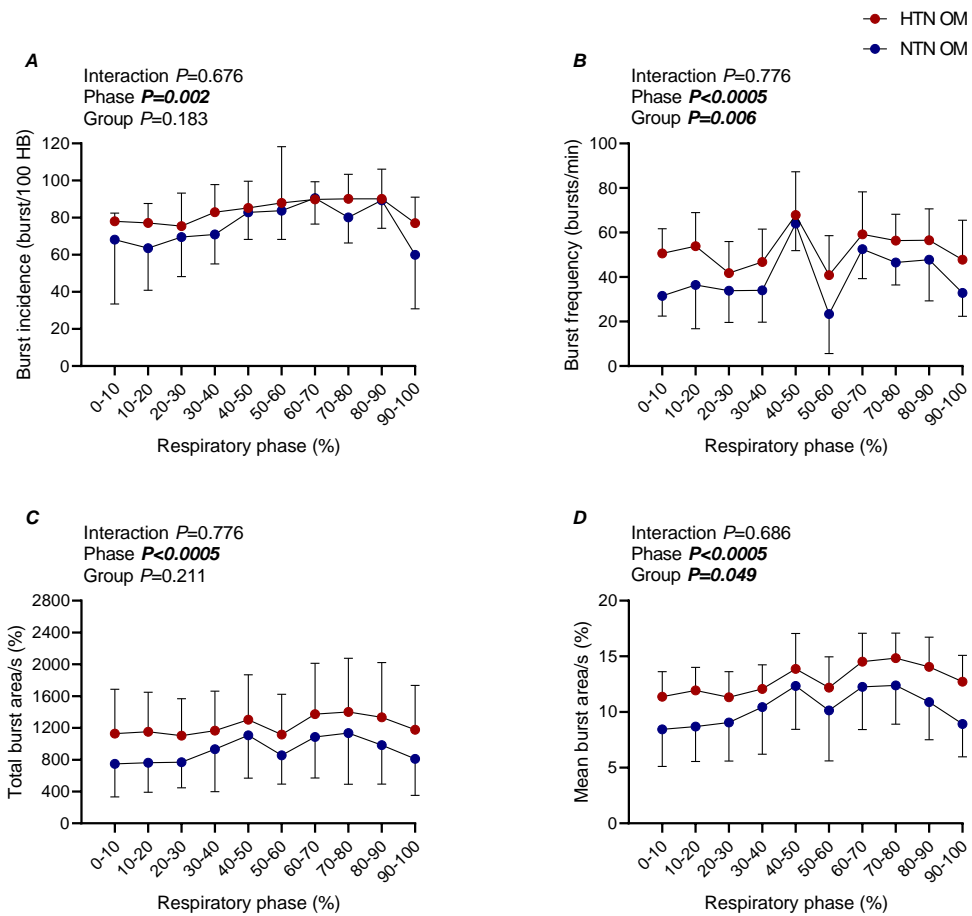 HTN OM
NTN OM
A
Interaction P=0.676
Phase P=0.002
Group P=0.183
120
100
80
60
40
20
0
Burst incidence (burst/100 HB)
0-10
10-20
20-30
30-40
40-50
50-60
60-70
70-80
80-90
90-100
Respiratory phase (%)
B
Interaction P=0.776
Phase P<0.0005
Group P=0.006
100
80
60
40
20
0
Burst frequency (bursts/min)
0-10
10-20
20-30
30-40
40-50
50-60
60-70
70-80
80-90
90-100
Respiratory phase (%)
C
Interaction P=0.776
Phase P<0.0005
Group P=0.211
2800
2400
2000
1600
1200
800
400
0
Total burst area/s (%)
0-10
10-20
20-30
30-40
40-50
50-60
60-70
70-80
80-90
90-100
Respiratory phase (%)
D
Interaction P=0.686
Phase P<0.0005
Group P=0.049
20
15
10
5
0
Mean burst area/s (%)
0-10
10-20
20-30
30-40
40-50
50-60
60-70
70-80
80-90
90-100
Respiratory phase (%)